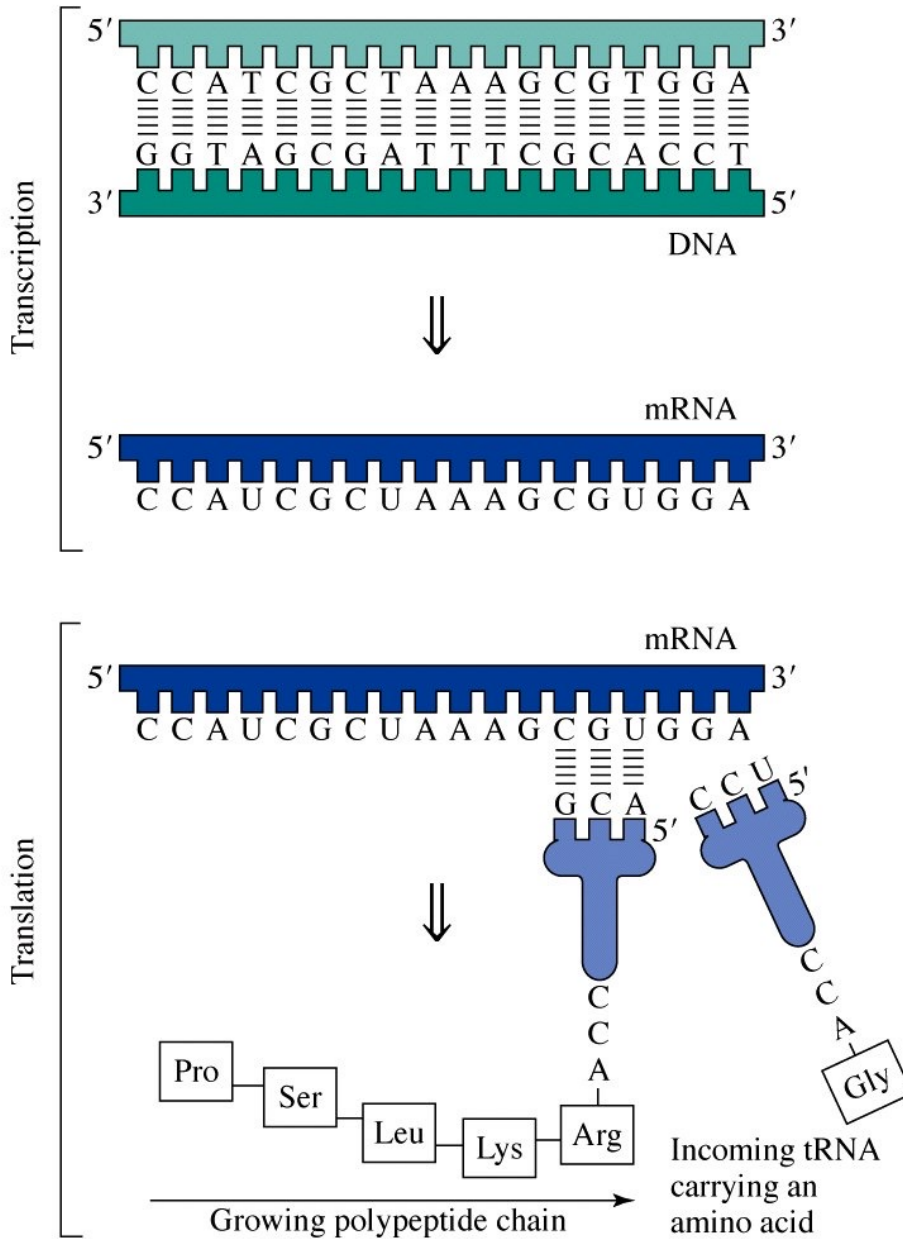 5′ 3′
C C A T C G C T A A A G C G T G G A
G G T A G C G A T T T C G C A C C T
3′ 5′
DNA
Transcription
mRNA
5′ 3′
C C A U C G C U A A A G C G U G G A
mRNA
5′ 3′
C C A U C G C U A A A G C G U G G A
G C A
5′
C C U
5′
Translation
C
C
A
C
C
A
Gly
Pro
Ser
Leu
Lys
Arg
Incoming tRNA
carrying an
amino acid
Growing polypeptide chain